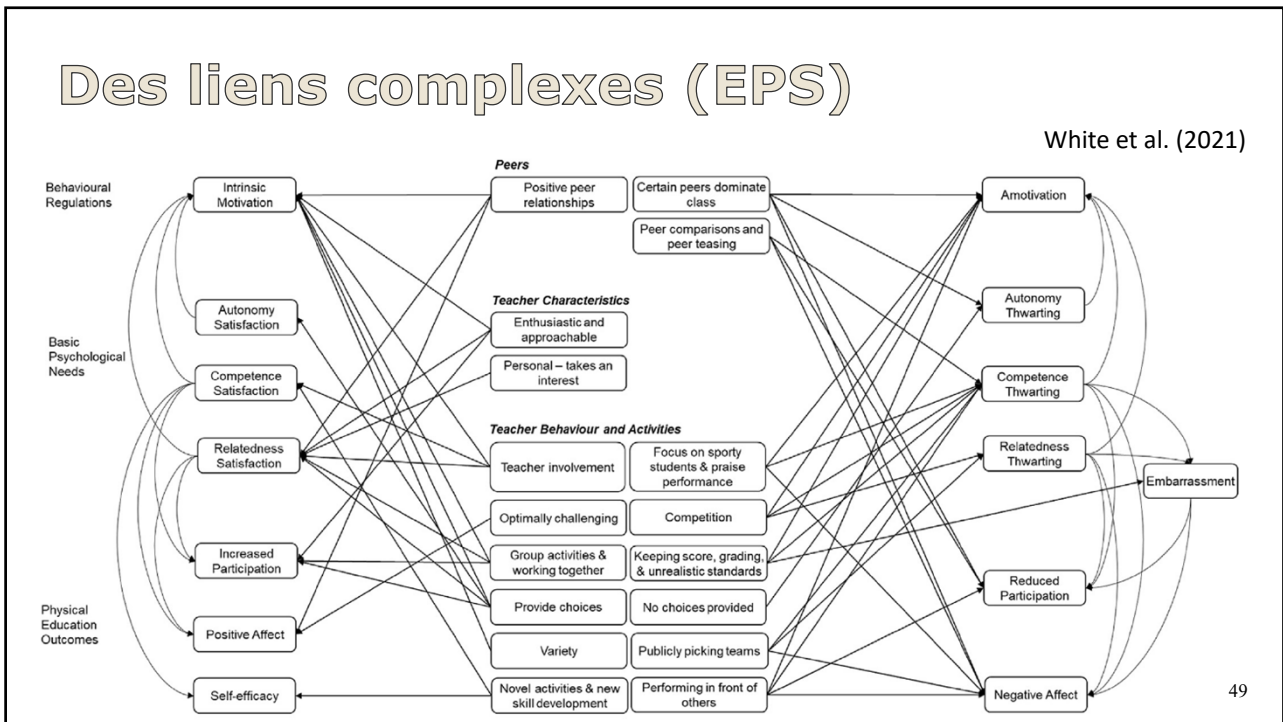 Des liens complexes (EPS)
White et al. (2021)
Behavioural
Regulations
Basic
Psychological
Needs
Physical
Education
Outcomes
Intrinsic
Motivation
Autonomy
Satisfaction
Competence
Satisfaction
Relatedness
Satisfaction
Increased
Participation
Positive Affect
Self-efficacy
Peers
Positive peer
relationships
Certain peers dominate
class
Peer comparisons and
peer teasing
Teacher Characteristics
Enthusiastic and
approachable
Personal – takes an
interest
Teacher Behaviour and Activities
Teacher involvement
Focus on sporty
students & praise
performance
Optimally challenging
Competition
Group activities &
working together
Keeping score, grading,
& unrealistic standards
Provide choices
No choices provided
Variety
Publicly picking teams
Novel activities & new
skill development
Performing in front of
others
Amotivation
Autonomy
Thwarting
Competence
Thwarting
Relatedness
Thwarting
Embarrassment
Reduced
Participation
Negative Affect
49